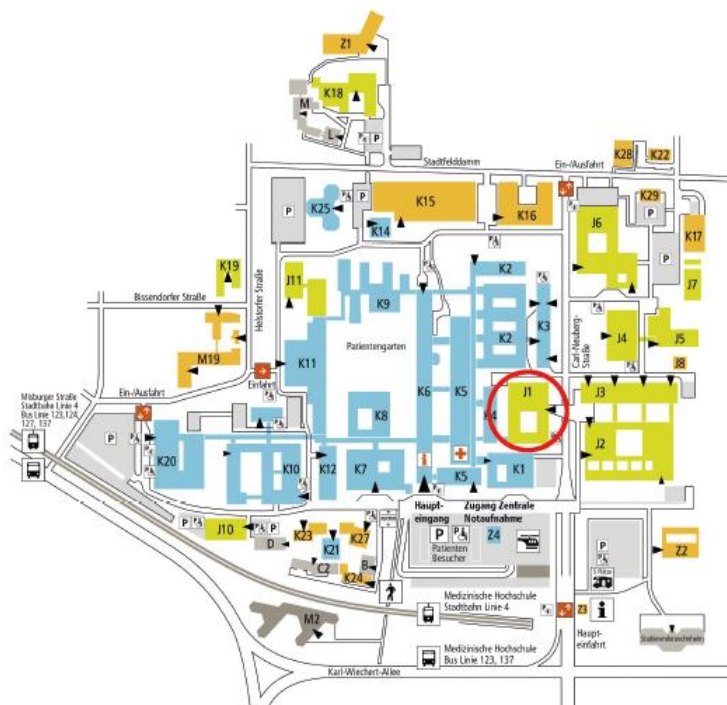 Z1
K18
M
L
P
Stadtfelddamm
Ein-/Ausfahrt
K28
K22
K25
P
P
K14
K15
K16
K29
P
J6
K17
K19
J11
K9
K2
P
J7
Bissendorfer Straße
Helstorfer Straße
Patientengarten
K2
K3
Carl-Neuberg-
Straße
J4
J5
M19
K11
K6
K5
J8
Einfahrt
K8
K4
J1
J3
Misburger Straße
Stadtbahn Linie 4
Bus Linie 123,124,
127, 137
Ein-/Ausfahrt
P
K20
K10
K12
K7
K5
K1
J2
J10
P
P
D
K23
K21
K27
C2
K24
B
Haupt-
eingang
Zugang Zentrale
Notaufnahme
P
Patienten
Besucher
Z4
P
Z2
5 Plätze
M2
Medizinische Hochschule
Stadtbahn Linie 4
Z3
i
Haupt-
einfahrt
Studierendenwohnheim
Medizinische Hochschule
Bus Linie 123, 137
Karl-Wiechert-Allee